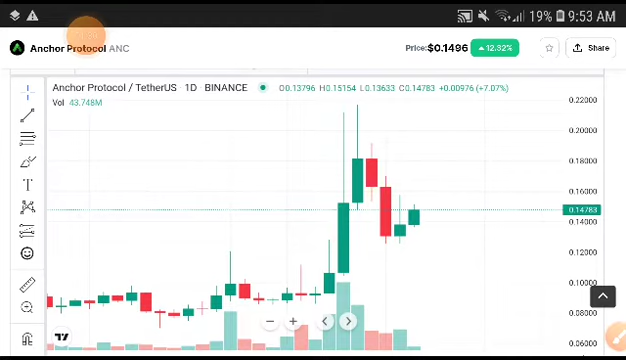 19% 9:53 AM
Anchor Protocol ANC Price: $0.1496 12.32% Share
Anchor Protocol / TetherUS · 1D · BINANCE O0.13796 H0.15154 L0.13633 C0.14783 +0.00976 (+7.07%)
Vol 43.748M
0.22000
0.20000
0.18000
0.16000
0.14783
0.14000
0.12000
0.10000
0.08000
0.06000